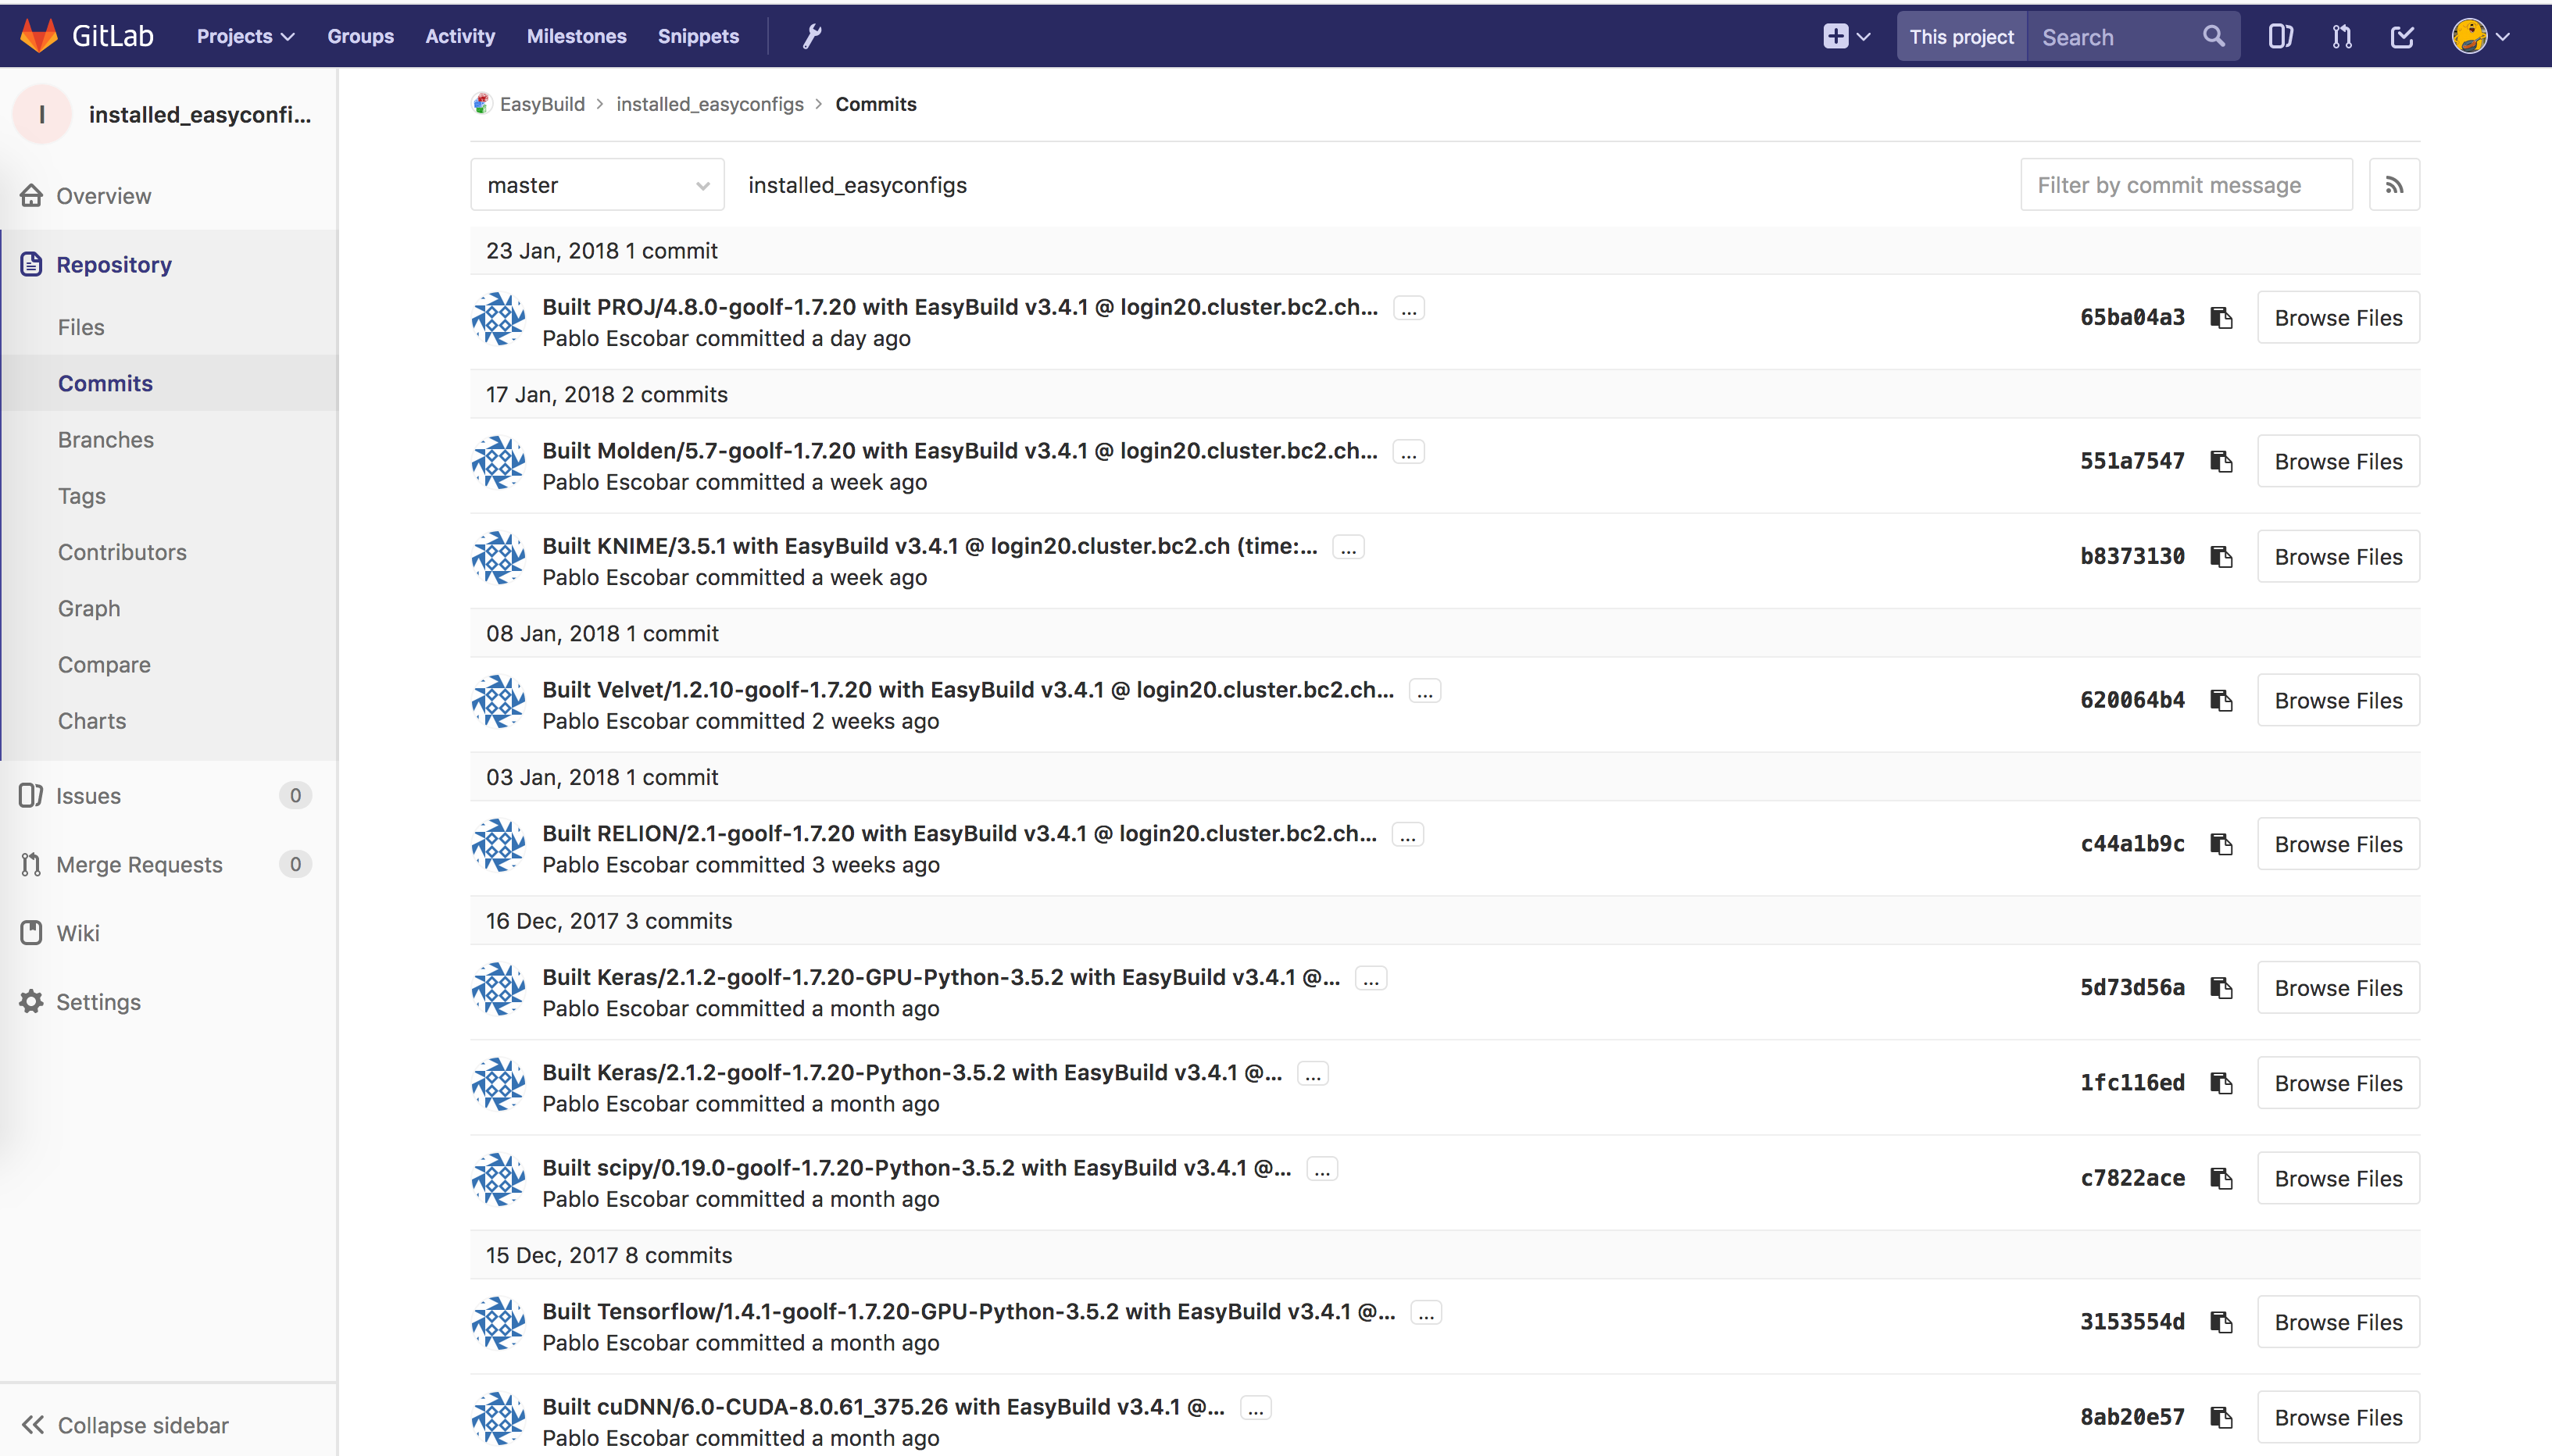 GitLab Projects Groups Activity Milestones Snippets This project Search
I installed_easyconfi...
Overview
Repository
Files
Commits
Branches
Tags
Contributors
Graph
Compare
Charts
Issues 0
Merge Requests 0
Wiki
Settings
Collapse sidebar
EasyBuild > installed_easyconfigs > Commits
master installed_easyconfigs Filter by commit message
23 Jan, 2018 1 commit
Built PROJ/4.8.0-goolf-1.7.20 with EasyBuild v3.4.1 @ login20.cluster.bc2.ch... ... 65ba04a3 Browse Files
Pablo Escobar committed a day ago
17 Jan, 2018 2 commits
Built Molden/5.7-goolf-1.7.20 with EasyBuild v3.4.1 @ login20.cluster.bc2.ch... ... 551a7547 Browse Files
Pablo Escobar committed a week ago
Built KNIME/3.5.1 with EasyBuild v3.4.1 @ login20.cluster.bc2.ch (time:... ... b8373130 Browse Files
Pablo Escobar committed a week ago
08 Jan, 2018 1 commit
Built Velvet/1.2.10-goolf-1.7.20 with EasyBuild v3.4.1 @ login20.cluster.bc2.ch... ... 620064b4 Browse Files
Pablo Escobar committed 2 weeks ago
03 Jan, 2018 1 commit
Built RELION/2.1-goolf-1.7.20 with EasyBuild v3.4.1 @ login20.cluster.bc2.ch... ... c44a1b9c Browse Files
Pablo Escobar committed 3 weeks ago
16 Dec, 2017 3 commits
Built Keras/2.1.2-goolf-1.7.20-GPU-Python-3.5.2 with EasyBuild v3.4.1 @... ... 5d73d56a Browse Files
Pablo Escobar committed a month ago
Built Keras/2.1.2-goolf-1.7.20-Python-3.5.2 with EasyBuild v3.4.1 @... ... 1fc116ed Browse Files
Pablo Escobar committed a month ago
Built scipy/0.19.0-goolf-1.7.20-Python-3.5.2 with EasyBuild v3.4.1 @... ... c7822ace Browse Files
Pablo Escobar committed a month ago
15 Dec, 2017 8 commits
Built Tensorflow/1.4.1-goolf-1.7.20-GPU-Python-3.5.2 with EasyBuild v3.4.1 @... ... 3153554d Browse Files
Pablo Escobar committed a month ago
Built cuDNN/6.0-CUDA-8.0.61_375.26 with EasyBuild v3.4.1 @... ... 8ab20e57 Browse Files
Pablo Escobar committed a month ago